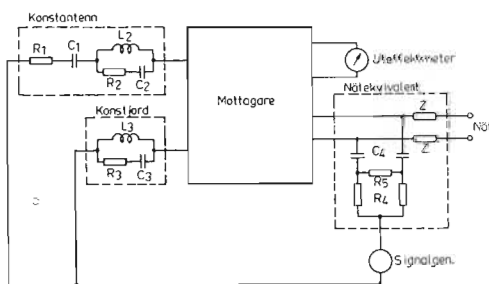 Konstantenn
R1
C1
L2
R2
C2
Konstjord
L3
R3
C3
Mottagare
Uteffektmeter
Nätekvivalent
Z
Z
Nät
C4
R5
R4
Signalgen.